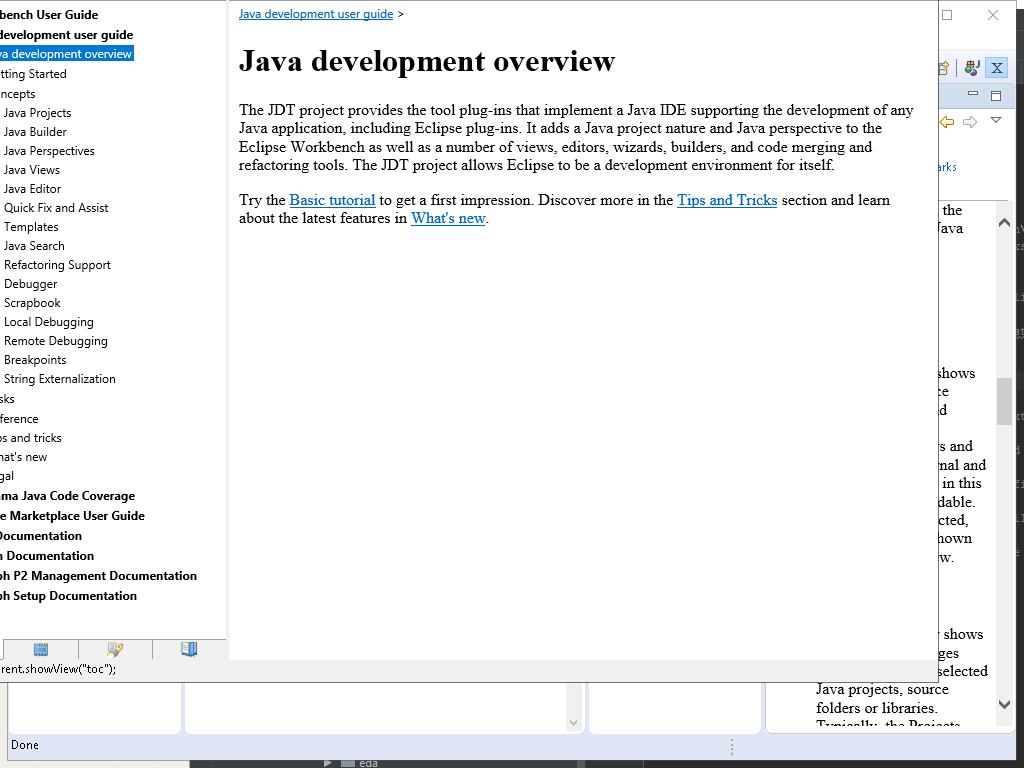 bench User Guide
development user guide
va development overview
tting Started
ncepts
Java Projects
Java Builder
Java Perspectives
Java Views
Java Editor
Quick Fix and Assist
Templates
Java Search
Refactoring Support
Debugger
Scrapbook
Local Debugging
Remote Debugging
Breakpoints
String Externalization
sks
ference
ps and tricks
hat's new
gal
ma Java Code Coverage
e Marketplace User Guide
Documentation
n Documentation
ph P2 Management Documentation
ph Setup Documentation
rent.showView("toc");
Java development user guide >
Java development overview
The JDT project provides the tool plug-ins that implement a Java IDE supporting the development of any
Java application, including Eclipse plug-ins. It adds a Java project nature and Java perspective to the
Eclipse Workbench as well as a number of views, editors, wizards, builders, and code merging and
refactoring tools. The JDT project allows Eclipse to be a development environment for itself.
Try the Basic tutorial to get a first impression. Discover more in the Tips and Tricks section and learn
about the latest features in What's new.
X
arks
the
Java
shows
ce
d
s and
nal and
in this
dable.
cted,
hown
w.
shows
ges
selected
Java projects, source
folders or libraries.
Typically, the Projects
Done
eda